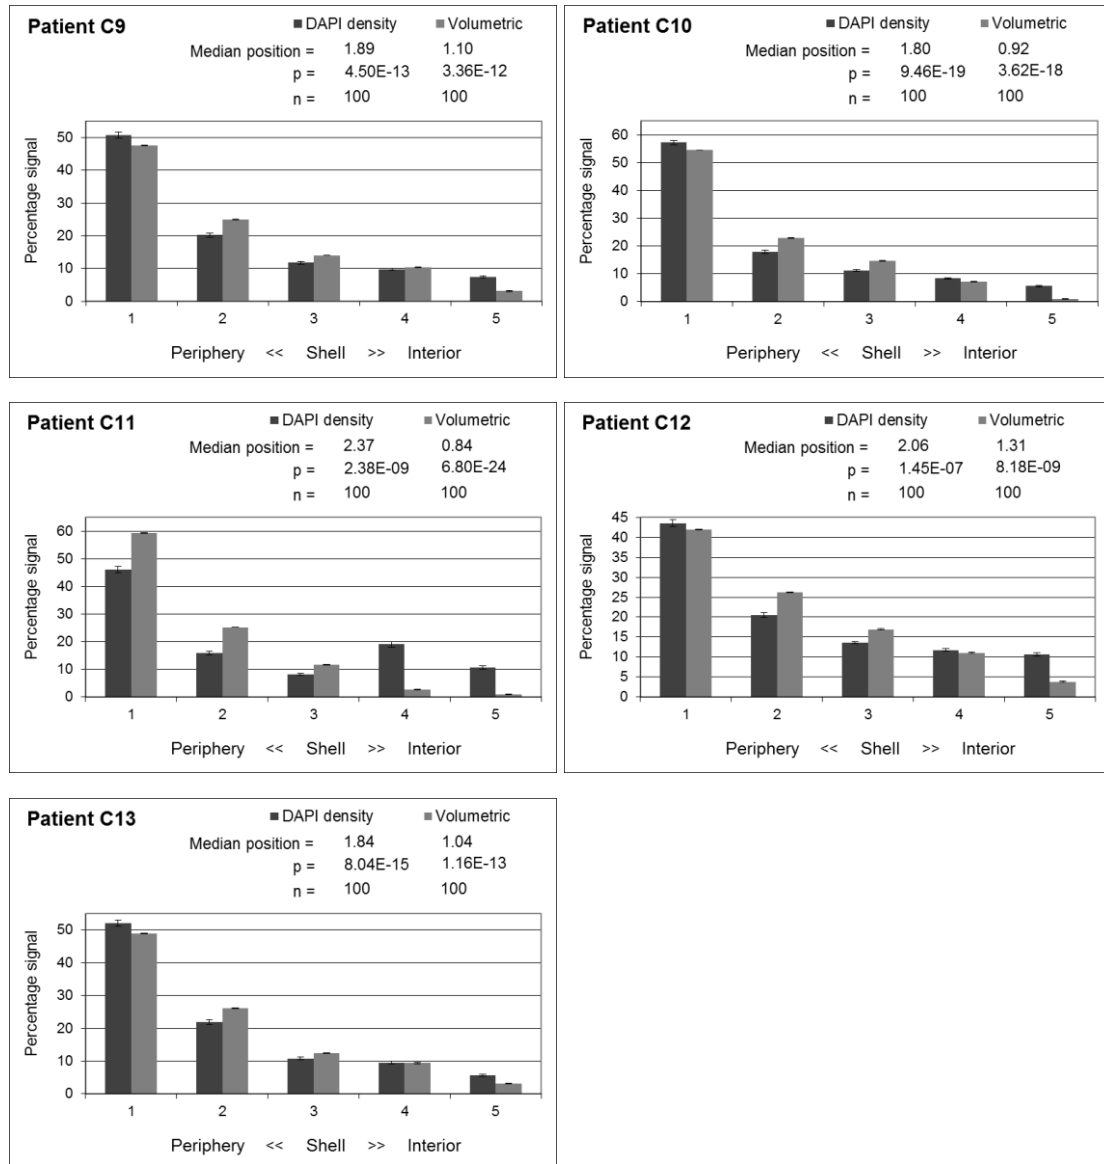 Patient C9
DAPI density Volumetric
Median position = 1.89 1.10
p = 4.50E-13 3.36E-12
n = 100 100
Percentage signal
50
40
30
20
10
0
1 2 3 4 5
Periphery << Shell >> Interior
Patient C10
DAPI density Volumetric
Median position = 1.80 0.92
p = 9.46E-19 3.62E-18
n = 100 100
Percentage signal
60
50
40
30
20
10
0
1 2 3 4 5
Periphery << Shell >> Interior
Patient C11
DAPI density Volumetric
Median position = 2.37 0.84
p = 2.38E-09 6.80E-24
n = 100 100
Percentage signal
60
50
40
30
20
10
0
1 2 3 4 5
Periphery << Shell >> Interior
Patient C12
DAPI density Volumetric
Median position = 2.06 1.31
p = 1.45E-07 8.18E-09
n = 100 100
Percentage signal
45
40
35
30
25
20
15
10
5
0
1 2 3 4 5
Periphery << Shell >> Interior
Patient C13
DAPI density Volumetric
Median position = 1.84 1.04
p = 8.04E-15 1.16E-13
n = 100 100
Percentage signal
50
40
30
20
10
0
1 2 3 4 5
Periphery << Shell >> Interior